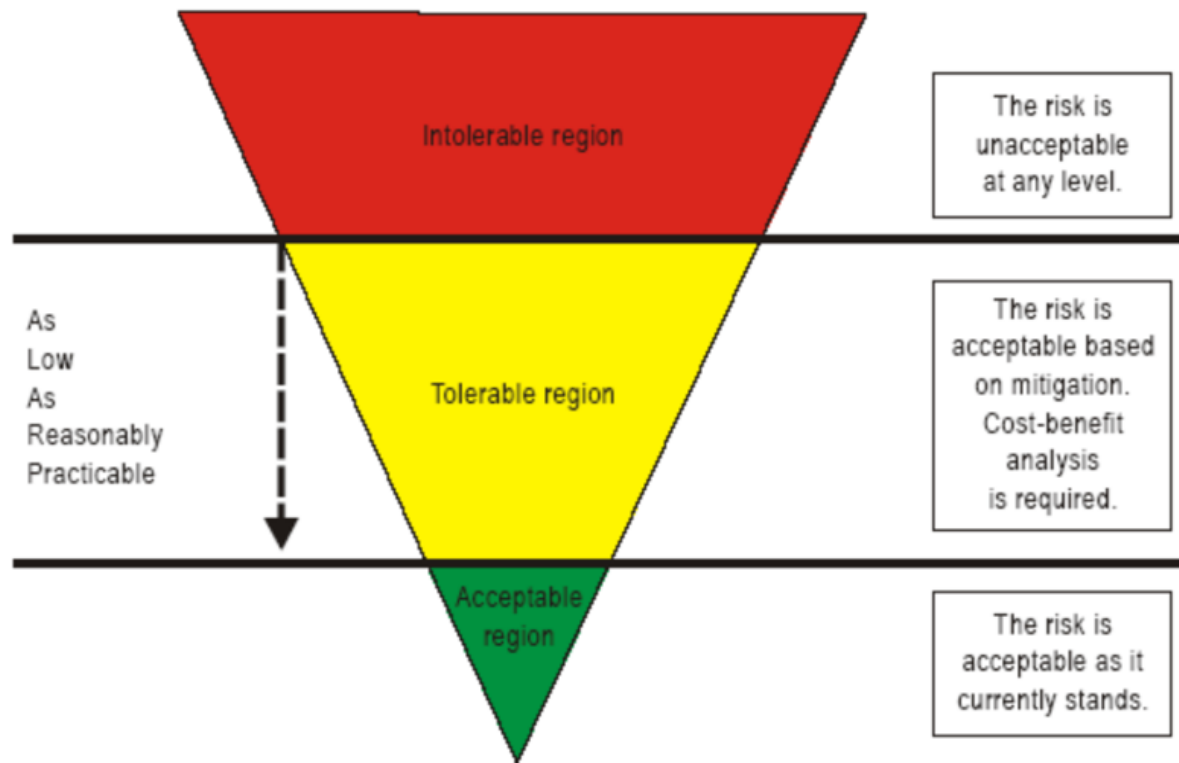 Intolerable region
The risk is
unacceptable
at any level.
As
Low
As
Reasonably
Practicable
Tolerable region
The risk is
acceptable based
on mitigation.
Cost-benefit
analysis
is required.
Acceptable
region
The risk is
acceptable as it
currently stands.